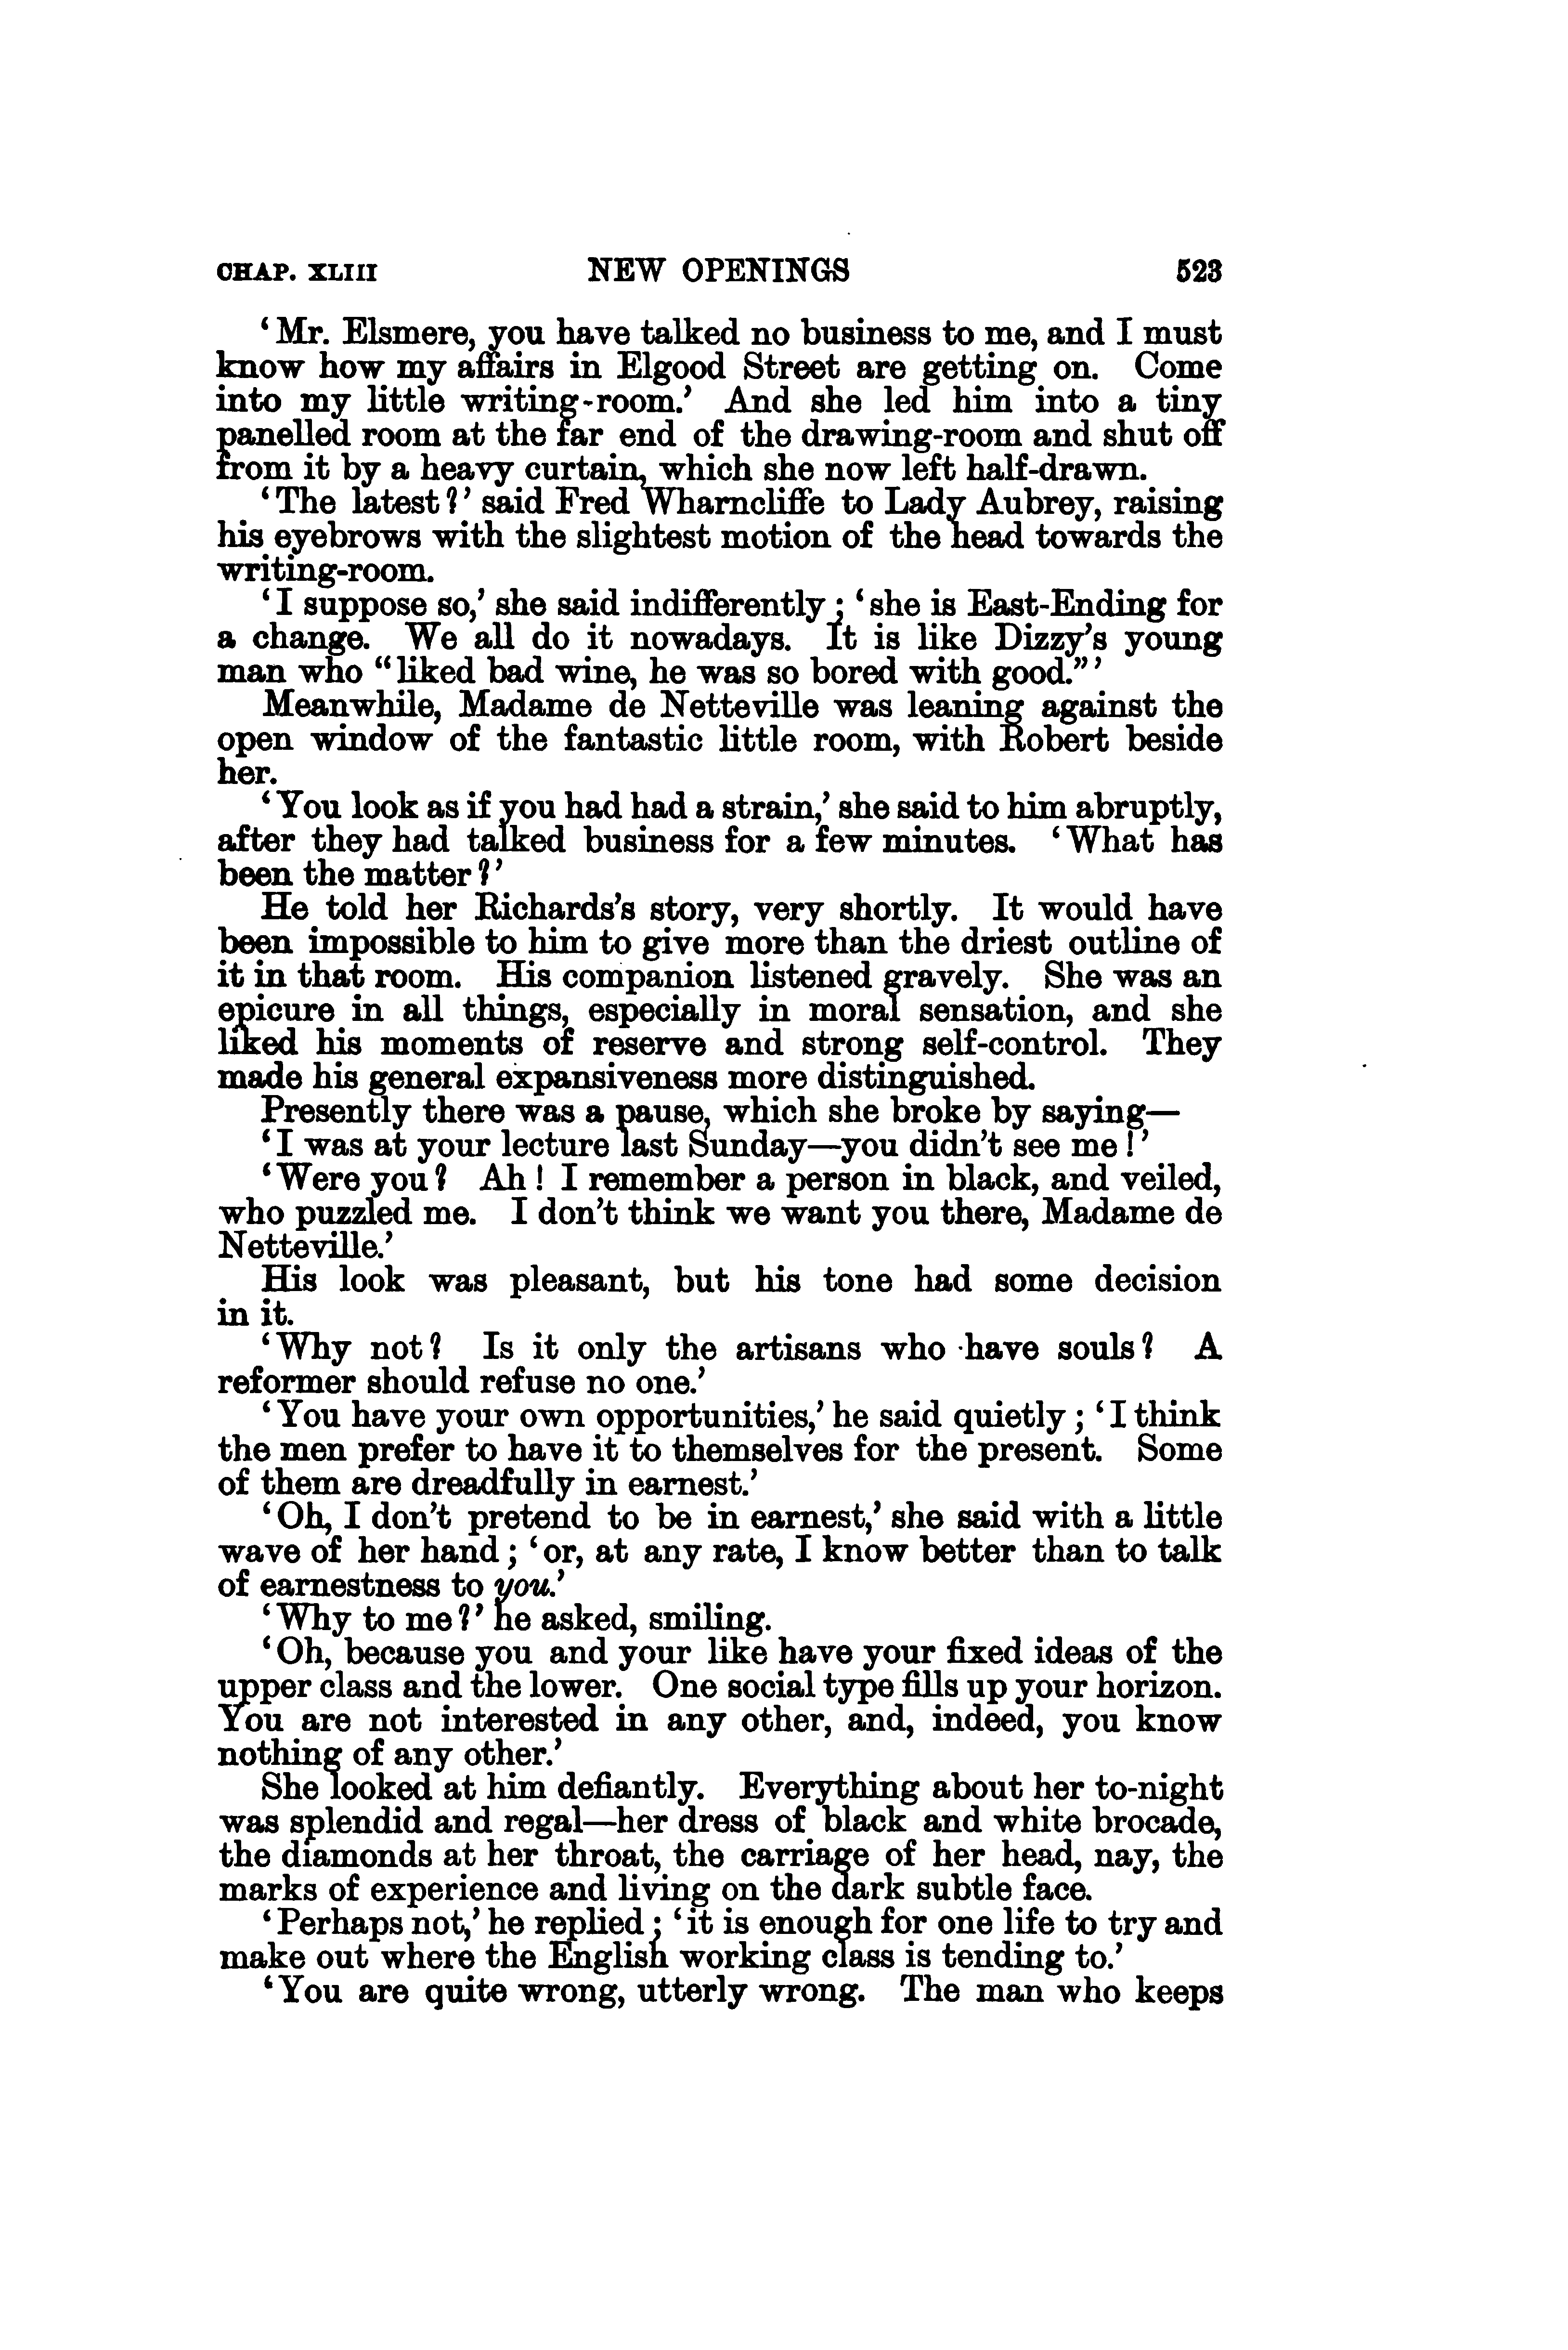 CHAP. XLIII NEW OPENINGS 523
‘Mr. Elsmere, you have talked no business to me, and I must
know how my affairs in Elgood Street are getting on. Come
into my little writing-room.’ And she led him into a tiny
panelled room at the far end of the drawing-room and shut off
from it by a heavy curtain, which she now left half-drawn.
‘The latest?’ said Fred Wharncliffe to Lady Aubrey, raising
his eyebrows with the slightest motion of the head towards the
writing-room.
‘I suppose so,’ she said indifferently; ‘she is East-Ending for
a change. We all do it nowadays. It is like Dizzy’s young
man who “liked bad wine, he was so bored with good.”’
Meanwhile, Madame de Netteville was leaning against the
open window of the fantastic little room, with Robert beside
her.
‘You look as if you had had a strain,’ she said to him abruptly,
after they had talked business for a few minutes. ‘What has
been the matter?’
He told her Richards’s story, very shortly. It would have
been impossible to him to give more than the driest outline of
it in that room. His companion listened gravely. She was an
epicure in all things, especially in moral sensation, and she
liked his moments of reserve and strong self-control. They
made his general expansiveness more distinguished.
Presently there was a pause, which she broke by saying—
‘I was at your lecture last Sunday—you didn’t see me!’
‘Were you? Ah! I remember a person in black, and veiled,
who puzzled me. I don’t think we want you there, Madame de
Netteville.’
His look was pleasant, but his tone had some decision
in it.
‘Why not? Is it only the artisans who have souls? A
reformer should refuse no one.’
‘You have your own opportunities,’ he said quietly; ‘I think
the men prefer to have it to themselves for the present. Some
of them are dreadfully in earnest.’
‘Oh, I don’t pretend to be in earnest,’ she said with a little
wave of her hand; ‘or, at any rate, I know better than to talk
of earnestness to you.’
‘Why to me?’ he asked, smiling.
‘Oh, because you and your like have your fixed ideas of the
upper class and the lower. One social type fills up your horizon.
You are not interested in any other, and, indeed, you know
nothing of any other.’
She looked at him defiantly. Everything about her to-night
was splendid and regal—her dress of black and white brocade,
the diamonds at her throat, the carriage of her head, nay, the
marks of experience and living on the dark subtle face.
‘Perhaps not,’ he replied; ‘it is enough for one life to try and
make out where the English working class is tending to.’
‘You are quite wrong, utterly wrong. The man who keeps